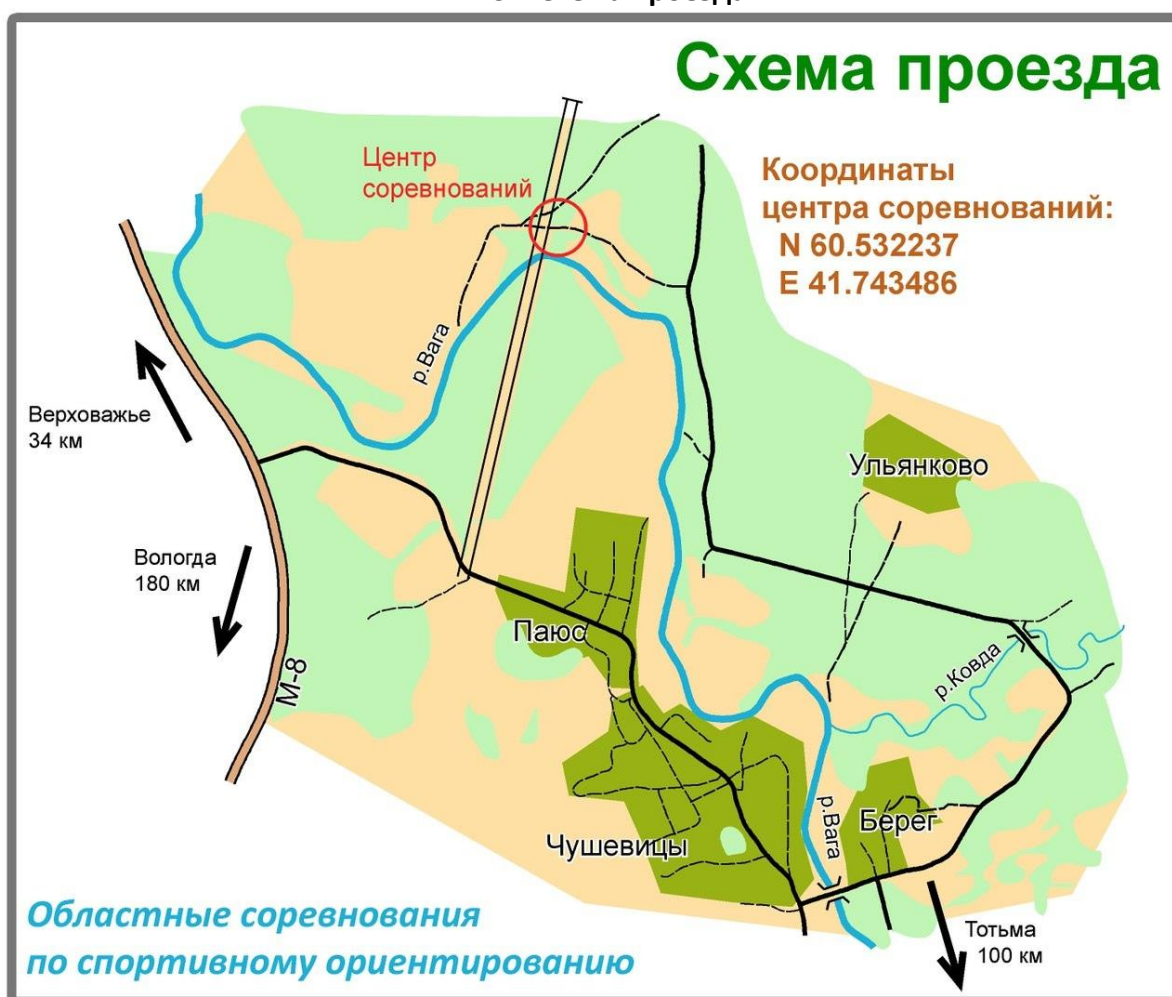 Схема проезда
Центр
соревнований
Координаты
центра соревнований:
N 60.532237
E 41.743486
р.Вага
Верховажье
34 км
Ульянково
Вологда
180 км
Паюс
М-8
р.Ковда
р.Вага
Берег
Чушевицы
Областные соревнования
по спортивному ориентированию
Тотьма
100 км